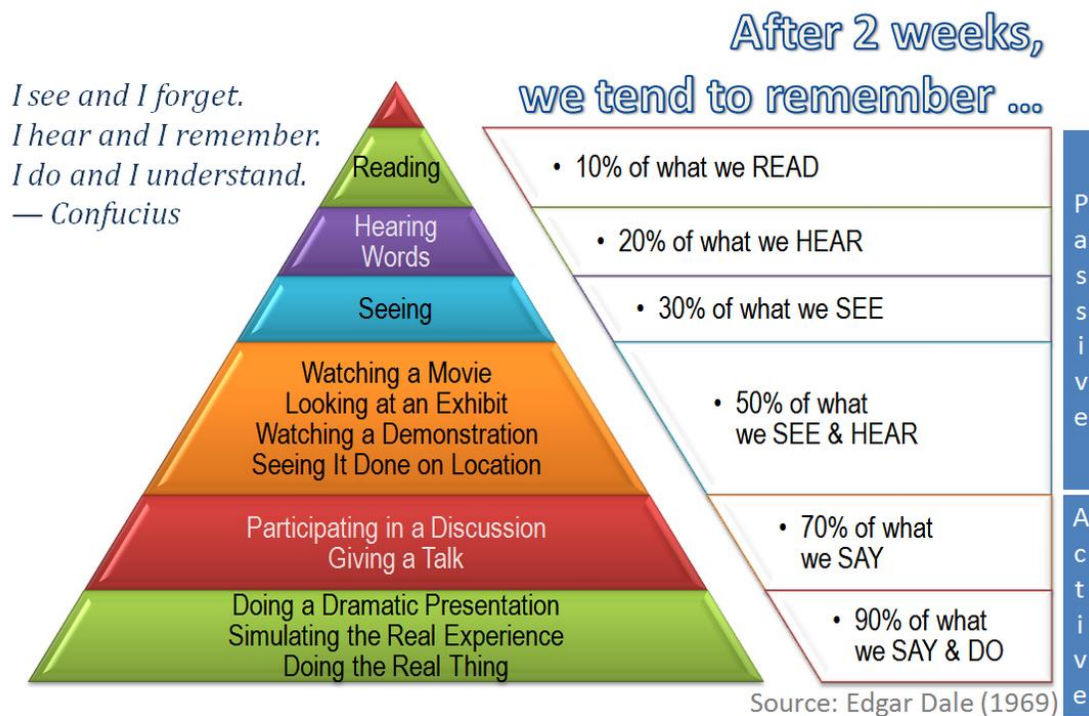 After 2 weeks,
we tend to remember ...
I see and I forget.
I hear and I remember.
I do and I understand.
— Confucius
Reading
• 10% of what we READ
Hearing
Words
• 20% of what we HEAR
Seeing
• 30% of what we SEE
Watching a Movie
Looking at an Exhibit
Watching a Demonstration
Seeing It Done on Location
• 50% of what
we SEE & HEAR
Participating in a Discussion
Giving a Talk
• 70% of what
we SAY
Doing a Dramatic Presentation
Simulating the Real Experience
Doing the Real Thing
• 90% of what
we SAY & DO
Passive
Active
Source: Edgar Dale (1969)